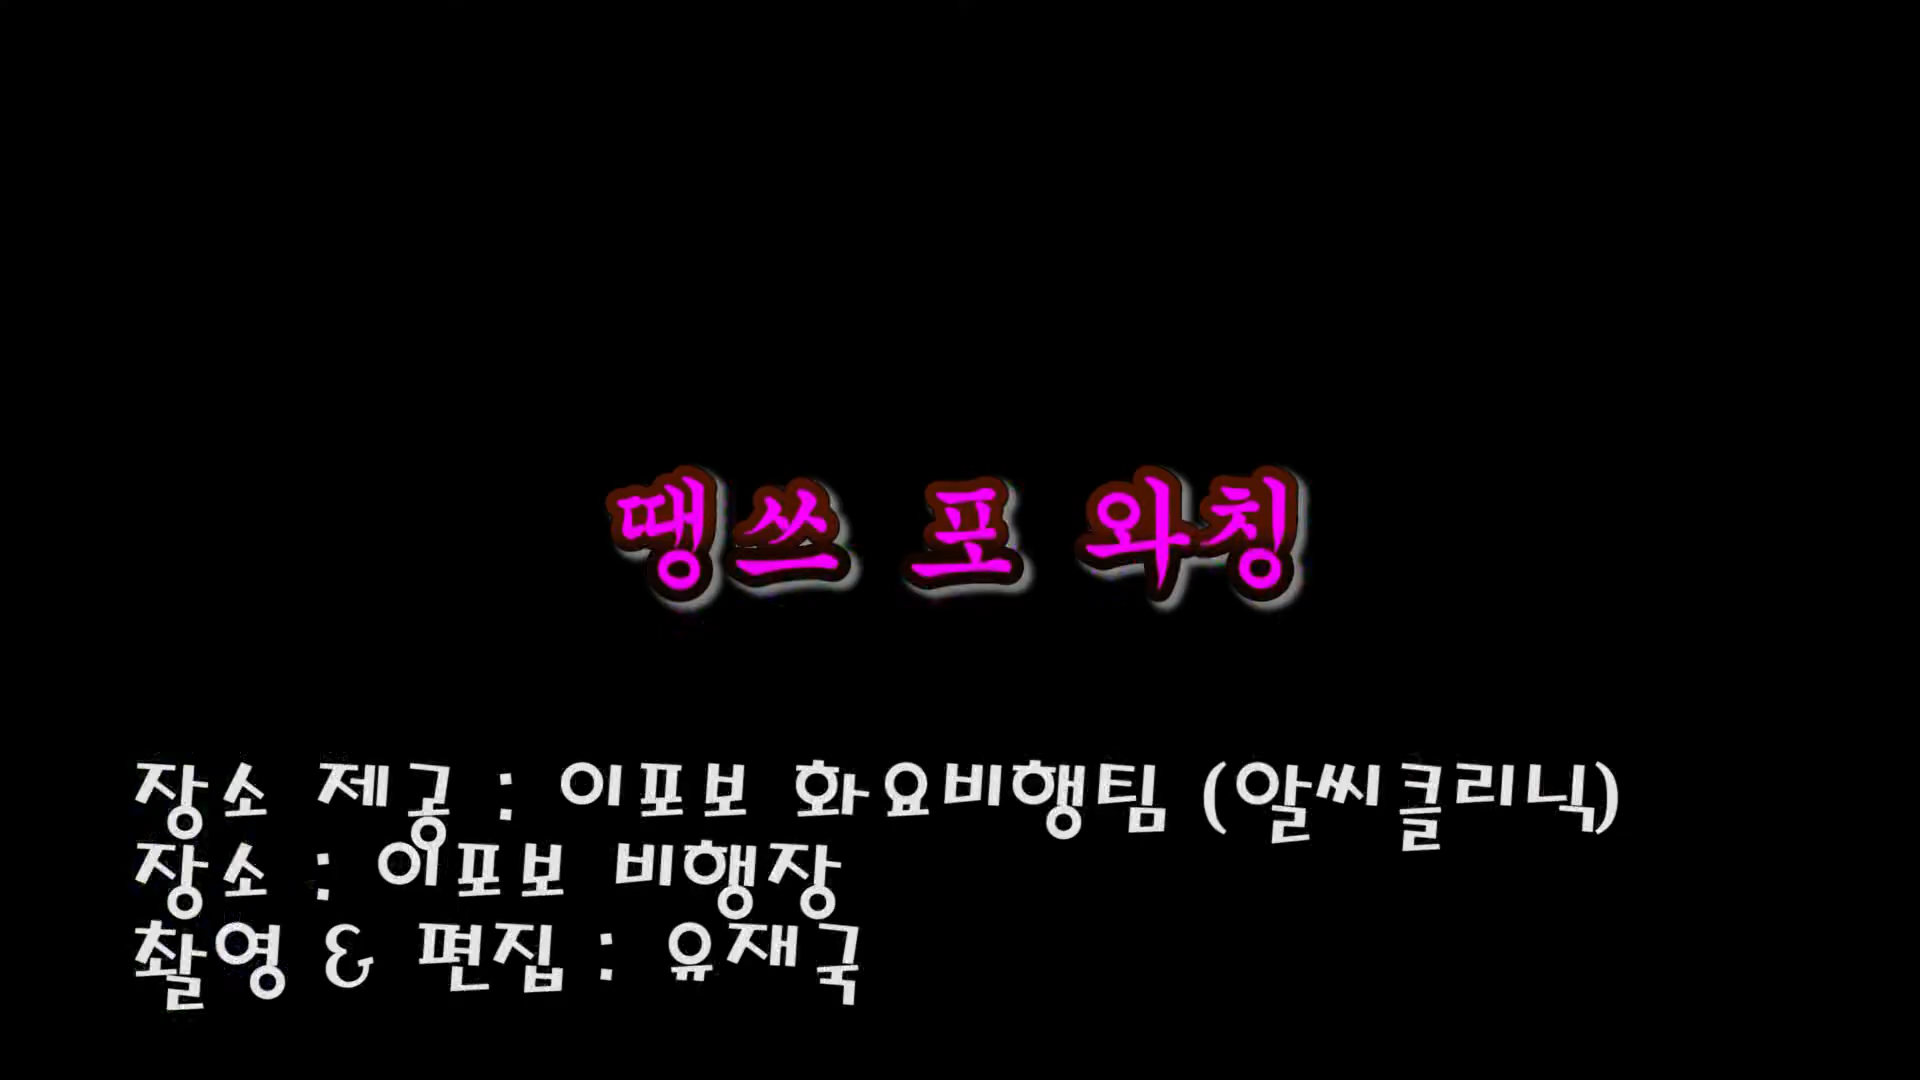 땡쓰 포 와칭
장소 제공 : 이포보 화요비행팀 (알씨클리닉)
장소 : 이포보 비행장
촬영 & 편집 : 유재국